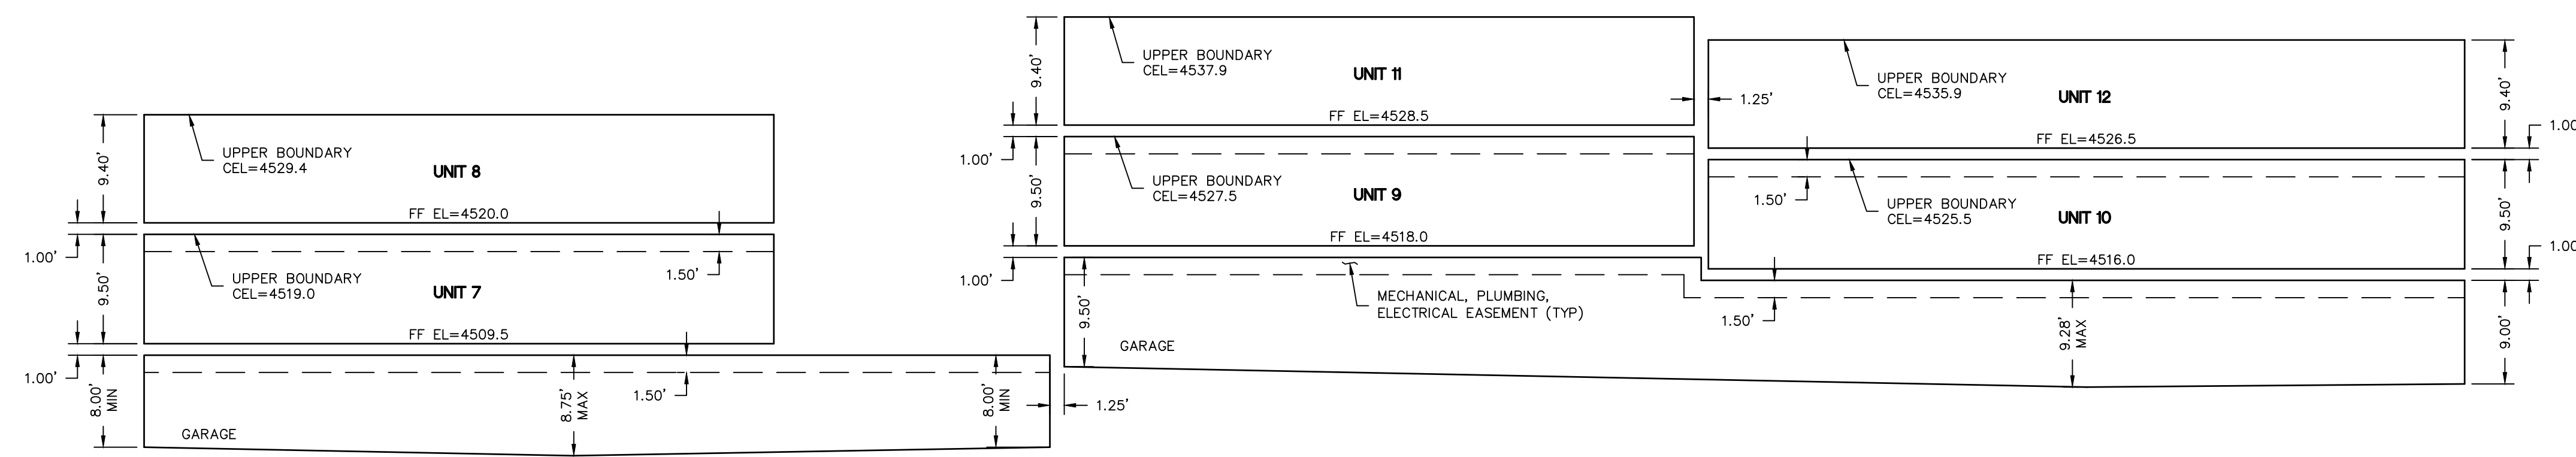 UPPER BOUNDARY
CEL=4529.4
UNIT 8
FF EL=4520.0
9.40'
1.00'
UPPER BOUNDARY
CEL=4519.0
UNIT 7
FF EL=4509.5
9.50'
1.50'
1.00'
8.00'
MIN
GARAGE
8.75'
MAX
1.50'
8.00'
MIN
1.25'
9.40'
UPPER BOUNDARY
CEL=4537.9
UNIT 11
FF EL=4528.5
1.25'
1.00'
9.50'
UPPER BOUNDARY
CEL=4527.5
UNIT 9
FF EL=4518.0
1.00'
9.50'
MECHANICAL, PLUMBING,
ELECTRICAL EASEMENT (TYP)
GARAGE
UPPER BOUNDARY
CEL=4535.9
UNIT 12
FF EL=4526.5
9.40'
1.00
1.50'
UPPER BOUNDARY
CEL=4525.5
UNIT 10
FF EL=4516.0
9.50'
1.00
1.50'
9.28'
MAX
9.00'